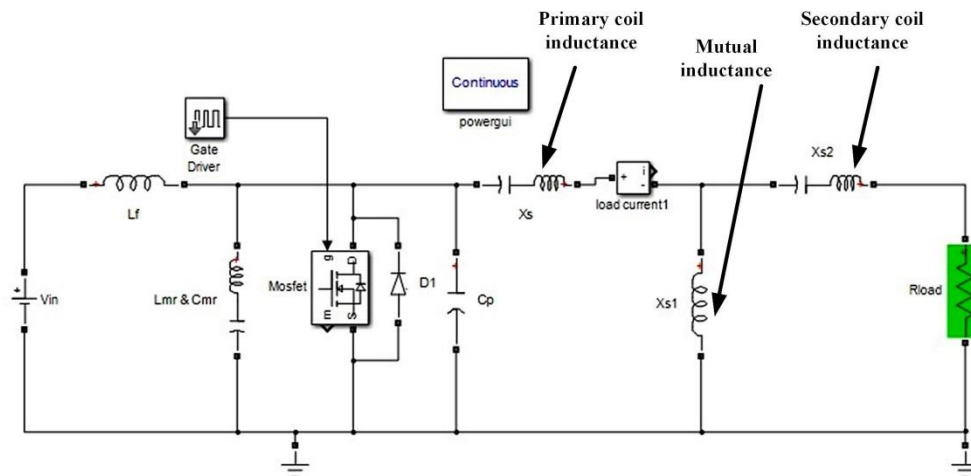 Primary coil
inductance
Mutual
inductance
Secondary coil
inductance
Continuous
powergui
Gate
Driver
Lf
Xs
+ i -
load current1
Xs2
Vin
Lmr & Cmr
Mosfet
g
D
m
S
D1
Cp
Xs1
Rload